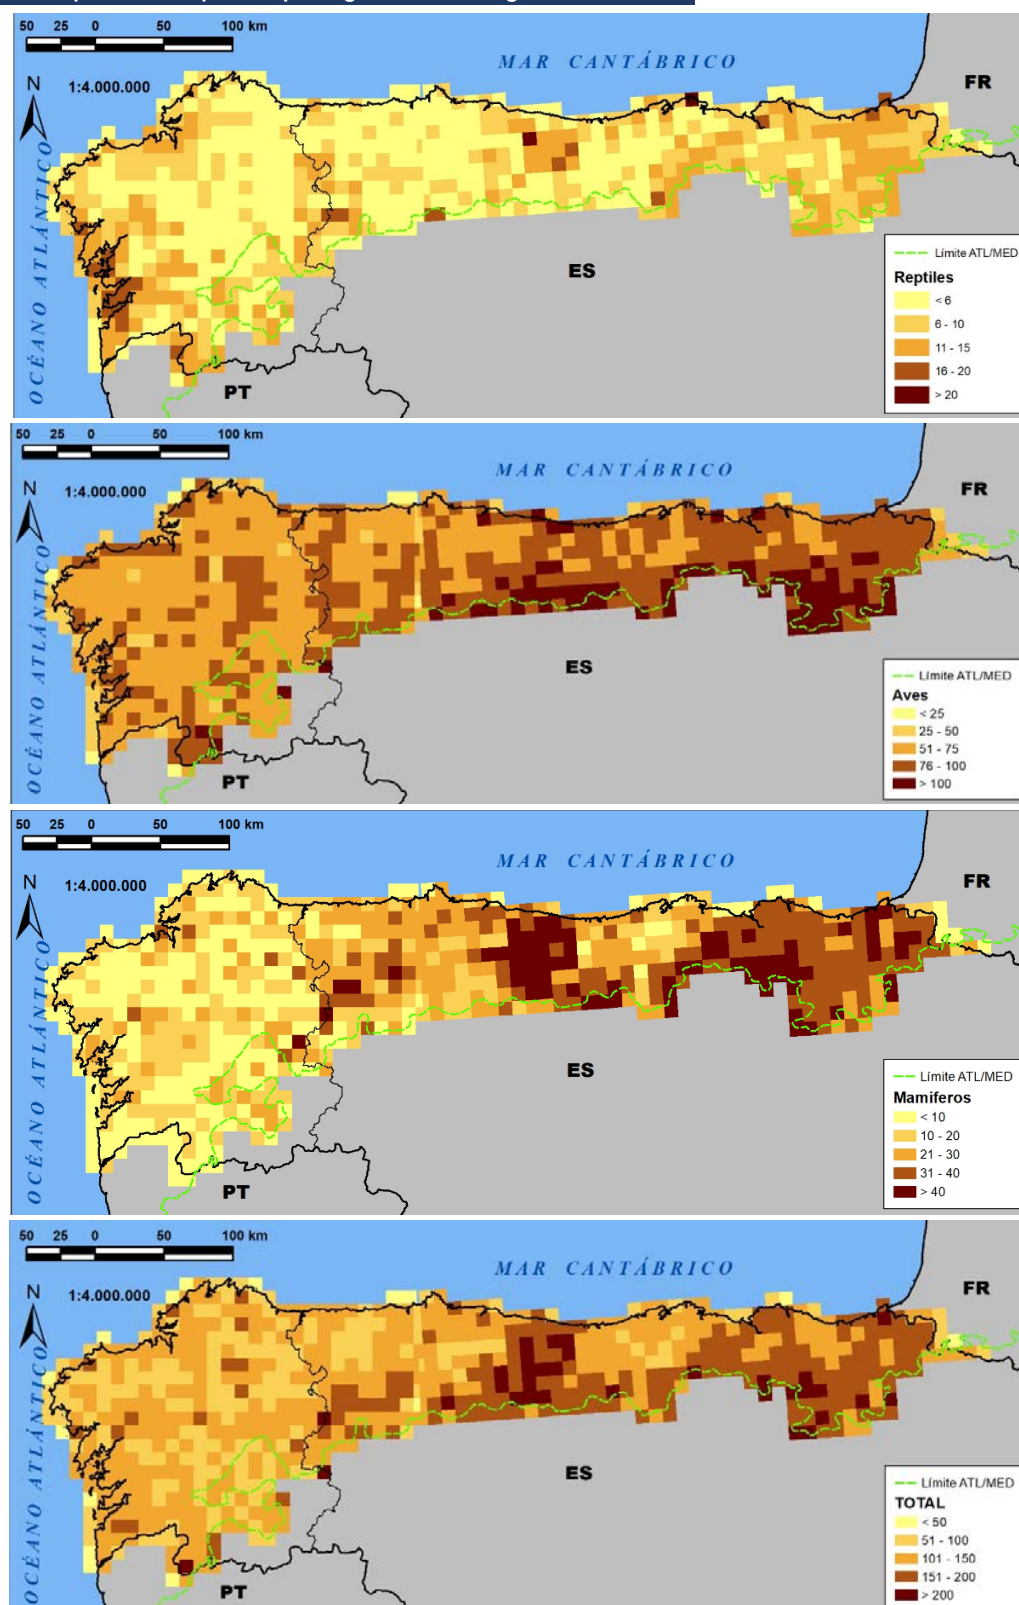 50 25 0 50 100 km
MAR CANTÁBRICO
N
1:4.000.000
FR
OCÉANO ATLÁNTICO
ES
PT
Límite ATL/MED
Reptiles
< 6
6 - 10
11 - 15
16 - 20
> 20
50 25 0 50 100 km
MAR CANTÁBRICO
N
1:4.000.000
FR
OCÉANO ATLÁNTICO
ES
PT
Límite ATL/MED
Aves
< 25
25 - 50
51 - 75
76 - 100
> 100
50 25 0 50 100 km
MAR CANTÁBRICO
N
1:4.000.000
FR
OCÉANO ATLÁNTICO
ES
PT
Límite ATL/MED
Mamiferos
< 10
10 - 20
21 - 30
31 - 40
> 40
50 25 0 50 100 km
MAR CANTÁBRICO
N
1:4.000.000
FR
OCÉANO ATLÁNTICO
ES
PT
Límite ATL/MED
TOTAL
< 50
51 - 100
101 - 150
151 - 200
> 200